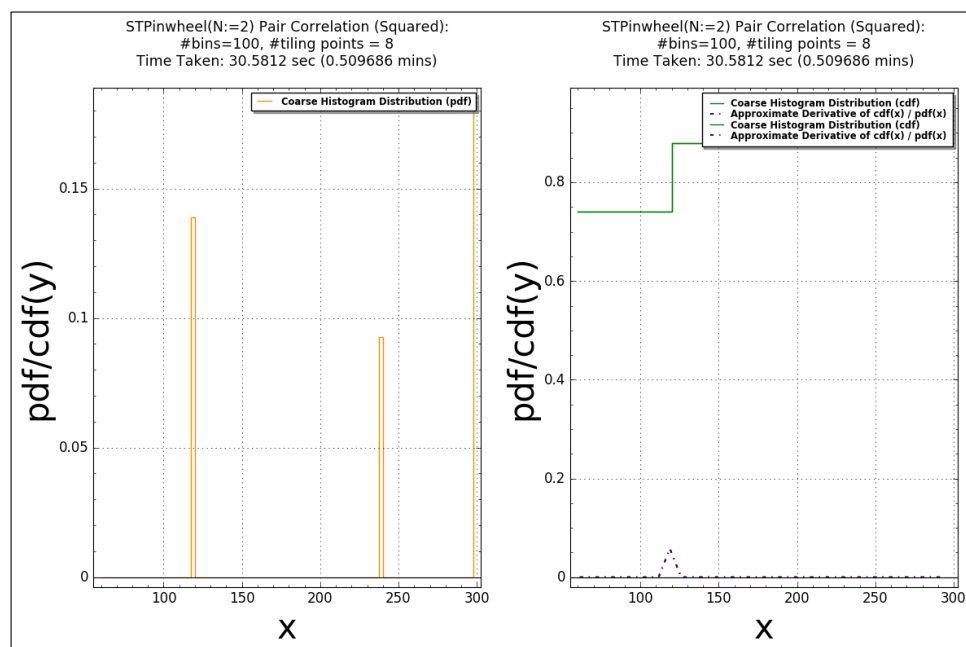 STPinwheel(N:=2) Pair Correlation (Squared):
#bins=100, #tiling points = 8
Time Taken: 30.5812 sec (0.509686 mins)
Coarse Histogram Distribution (pdf)
0.15
0.1
0.05
0
pdf/cdf(y)
100
150
200
250
300
x
STPinwheel(N:=2) Pair Correlation (Squared):
#bins=100, #tiling points = 8
Time Taken: 30.5812 sec (0.509686 mins)
Coarse Histogram Distribution (cdf)
Approximate Derivative of cdf(x) / pdf(x)
Coarse Histogram Distribution (cdf)
Approximate Derivative of cdf(x) / pdf(x)
0.8
0.6
0.4
0.2
0
pdf/cdf(y)
100
150
200
250
300
x